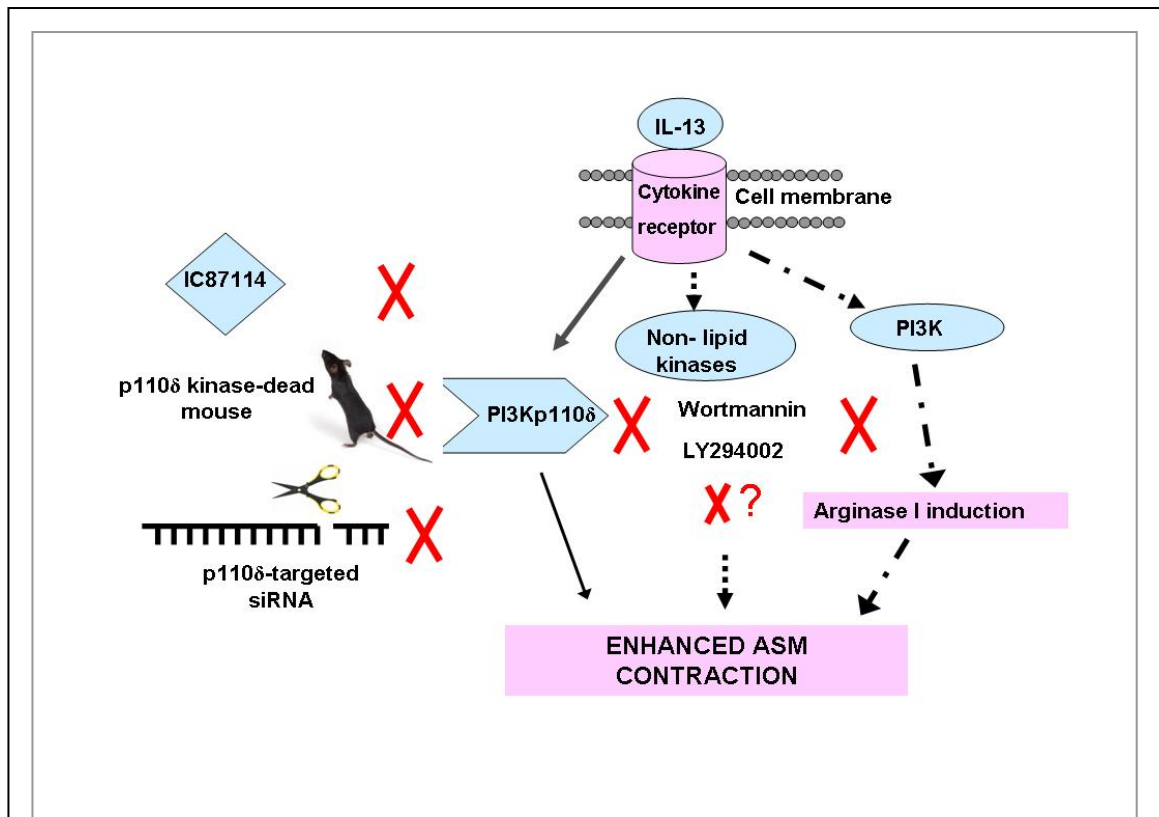 IL-13
Cytokine
receptor
Cell membrane
IC87114
Non- lipid
kinases
PI3K
p110δ kinase-dead
mouse
PI3Kp110δ
Wortmannin
LY294002
?
Arginase I induction
p110δ-targeted
siRNA
ENHANCED ASM
CONTRACTION